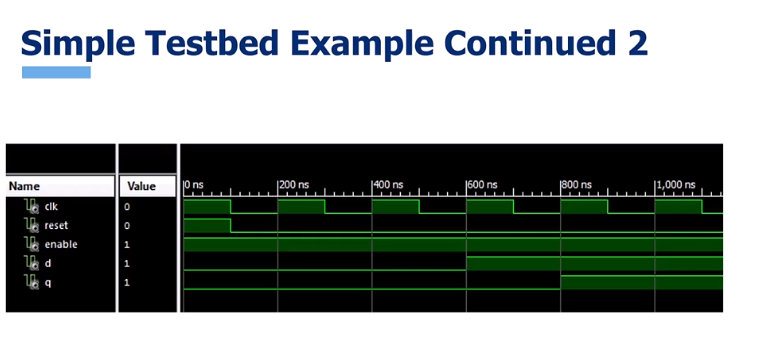 Simple Testbed Example Continued 2
Name Value 0 ns 200 ns 400 ns 600 ns 800 ns 1,000 ns
clk 0
reset 0
enable 1
d 1
q 1